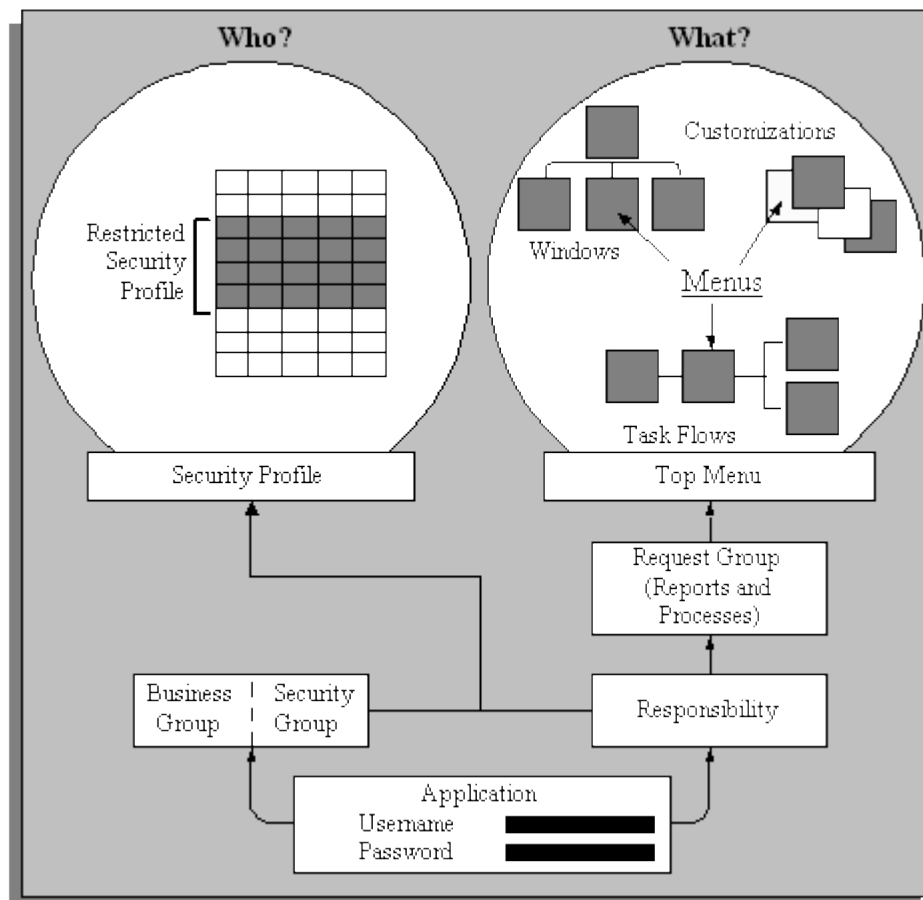 Who?
What?
Customizations
Restricted
Security
Profile
Windows
Menus
Task Flows
Security Profile
Top Menu
Request Group
(Reports and
Processes)
Business
Group
Security
Group
Responsibility
Application
Username
Password